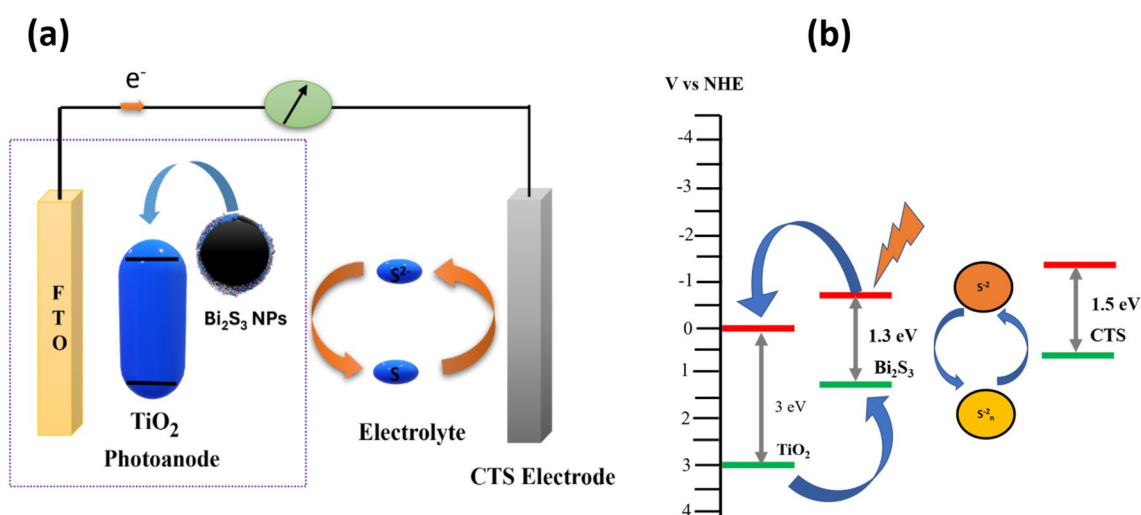 (a)
e⁻
F
T
O
TiO₂
Bi₂S₃ NPs
Photoanode
S²⁻
S
Electrolyte
CTS Electrode
(b)
V vs NHE
-4
-3
-2
-1
0
1
2
3
4
3 eV
TiO₂
1.3 eV
Bi₂S₃
S⁻²
S⁻²ₙ
1.5 eV
CTS